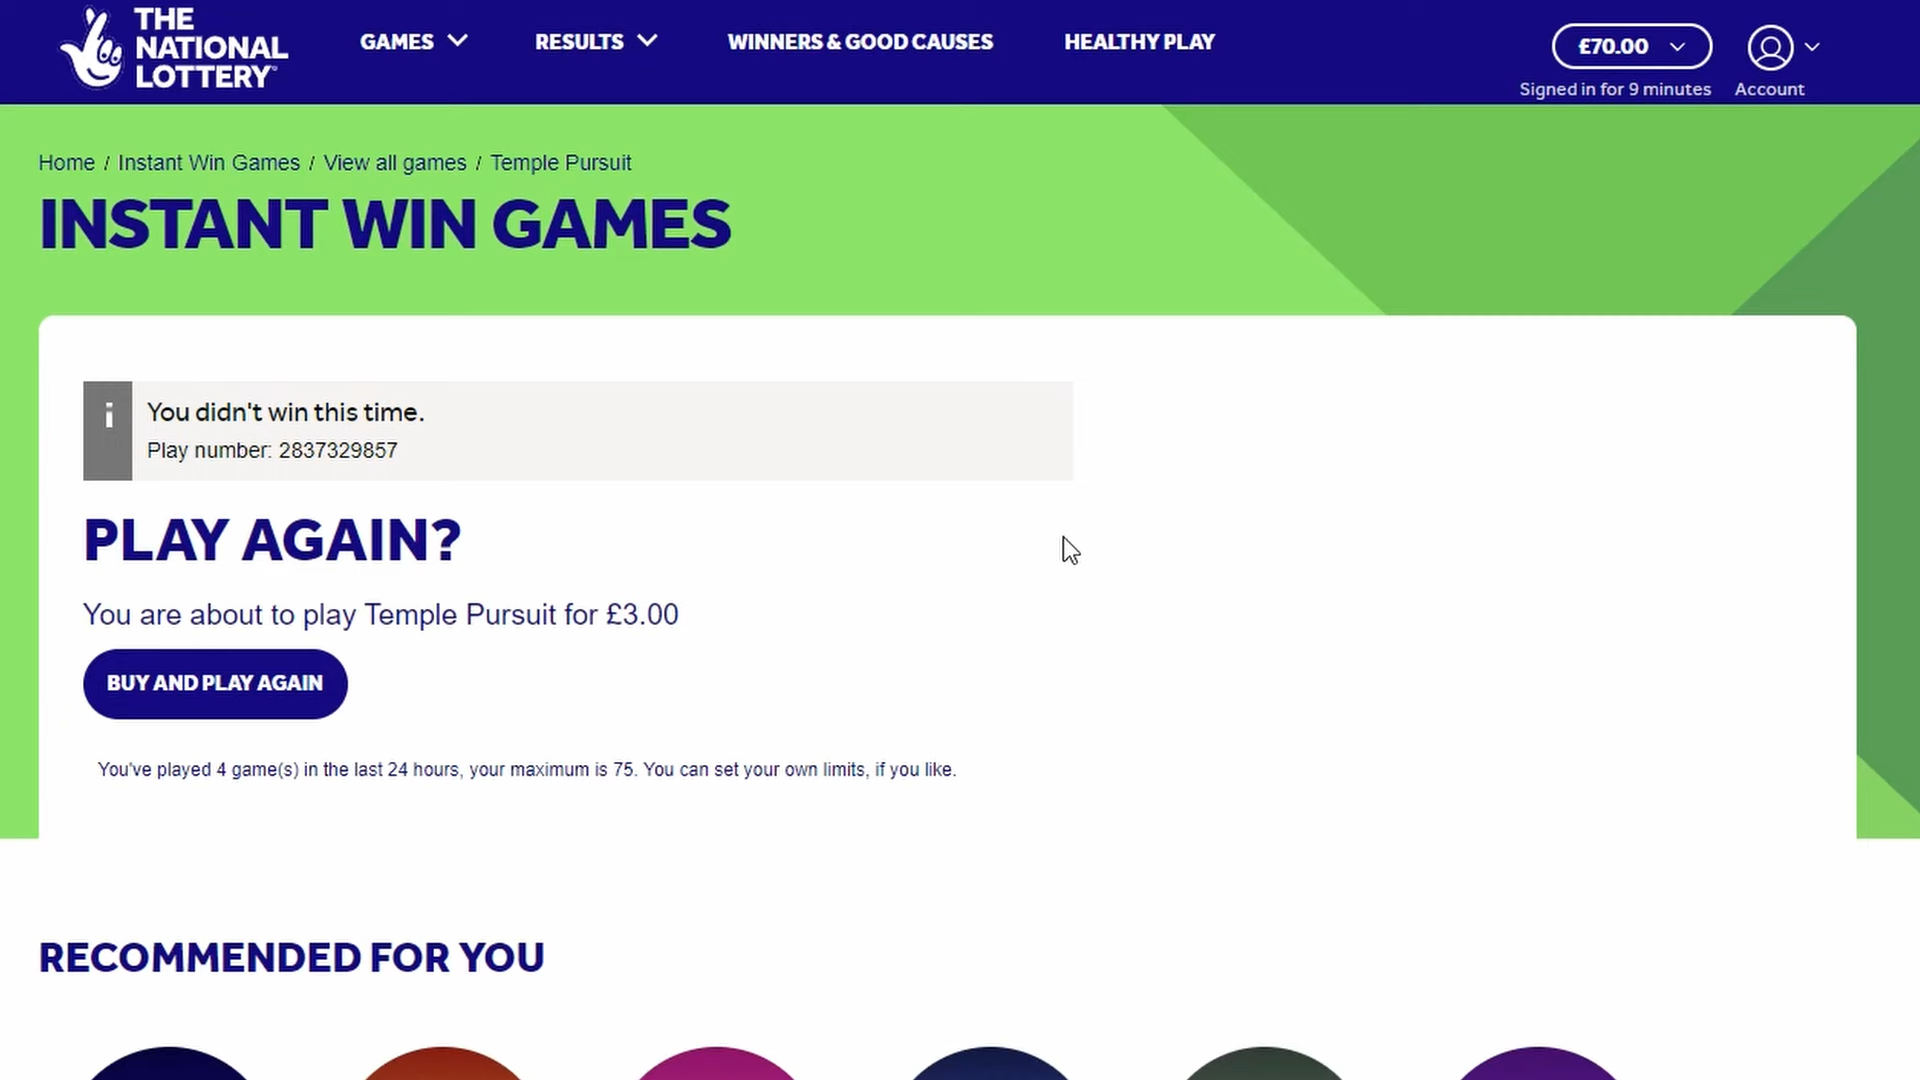 THE
NATIONAL
LOTTERY
GAMES
RESULTS
WINNERS & GOOD CAUSES
HEALTHY PLAY
£70.00
Signed in for 9 minutes
Account
Home / Instant Win Games / View all games / Temple Pursuit
INSTANT WIN GAMES
i
You didn't win this time.
Play number: 2837329857
PLAY AGAIN?
You are about to play Temple Pursuit for £3.00
BUY AND PLAY AGAIN
You've played 4 game(s) in the last 24 hours, your maximum is 75. You can set your own limits, if you like.
RECOMMENDED FOR YOU